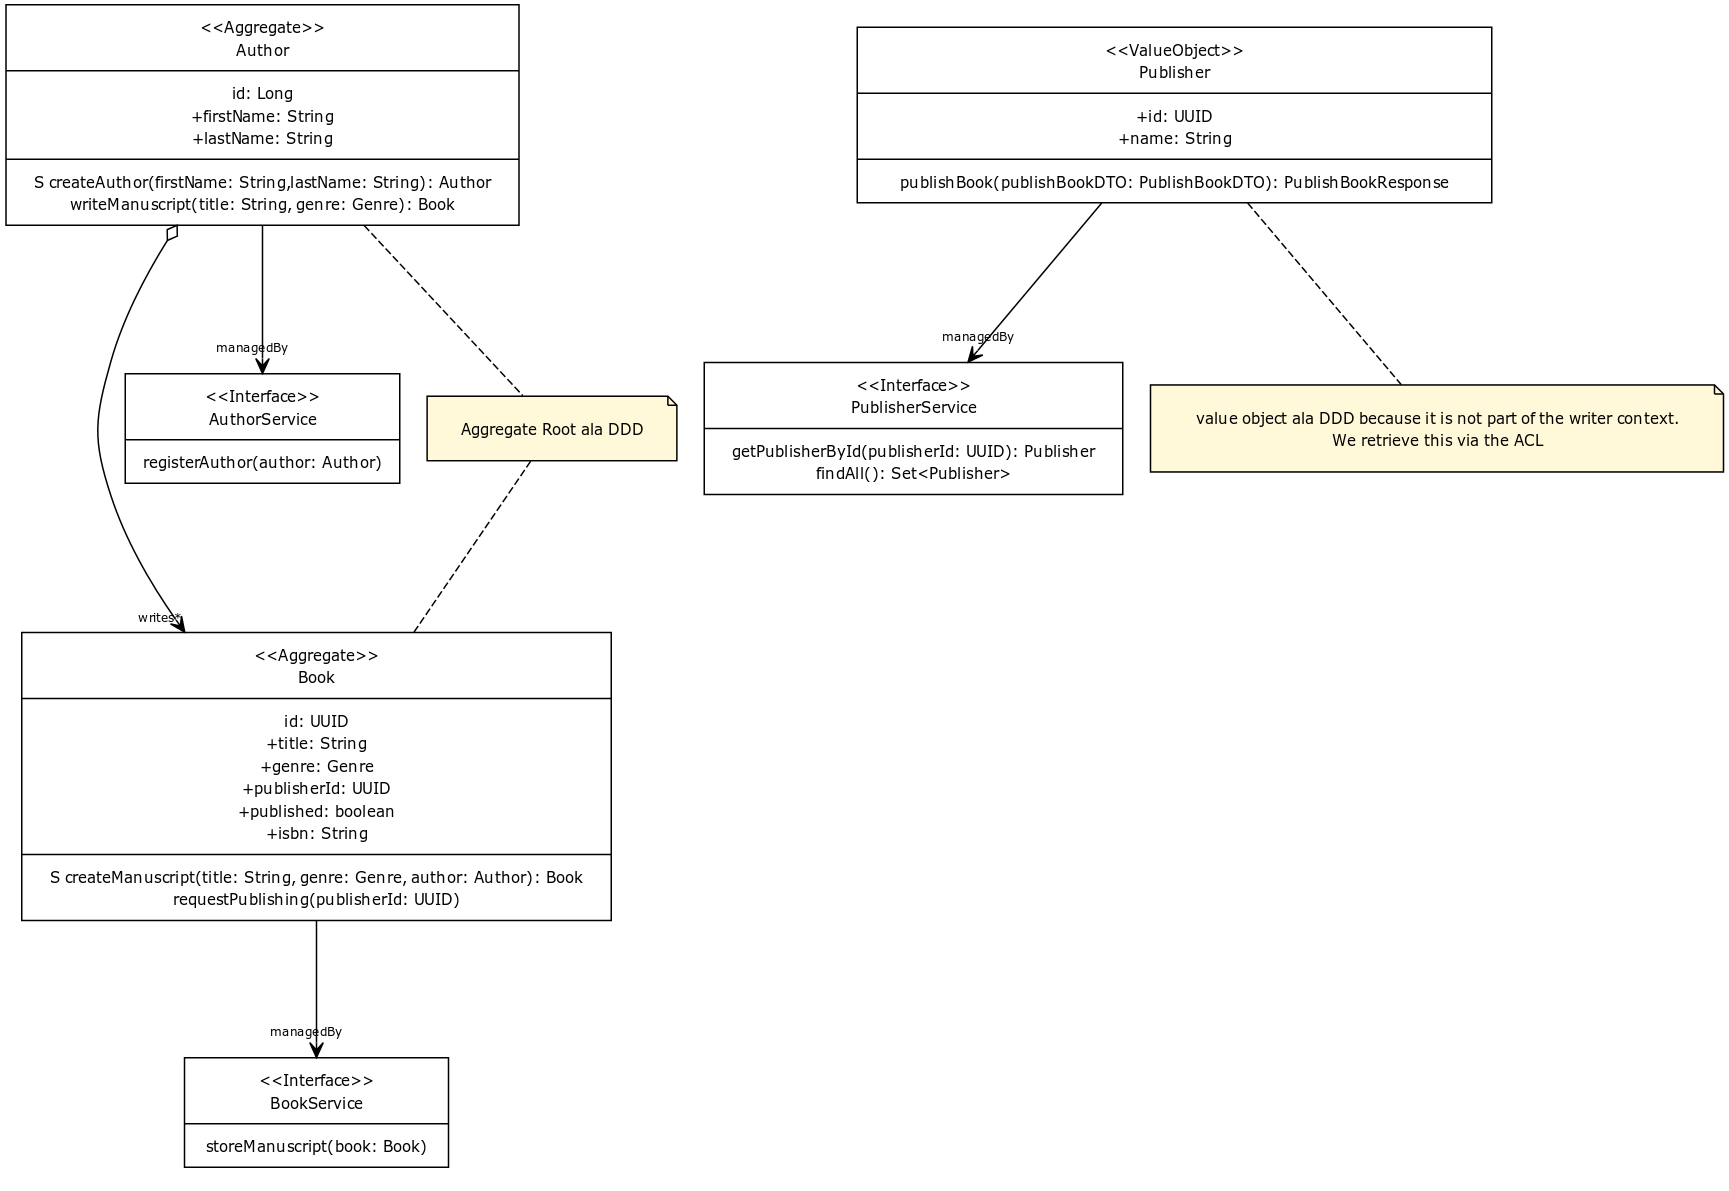 <<Aggregate>>
Author
id: Long
+firstName: String
+lastName: String
S createAuthor(firstName: String,lastName: String): Author
writeManuscript(title: String, genre: Genre): Book
<<ValueObject>>
Publisher
+id: UUID
+name: String
publishBook(publishBookDTO: PublishBookDTO): PublishBookResponse
managedBy
<<Interface>>
AuthorService
registerAuthor(author: Author)
Aggregate Root ala DDD
managedBy
<<Interface>>
PublisherService
getPublisherById(publisherId: UUID): Publisher
findAll(): Set<Publisher>
value object ala DDD because it is not part of the writer context.
We retrieve this via the ACL
writes*
<<Aggregate>>
Book
id: UUID
+title: String
+genre: Genre
+publisherId: UUID
+published: boolean
+isbn: String
S createManuscript(title: String, genre: Genre, author: Author): Book
requestPublishing(publisherId: UUID)
managedBy
<<Interface>>
BookService
storeManuscript(book: Book)